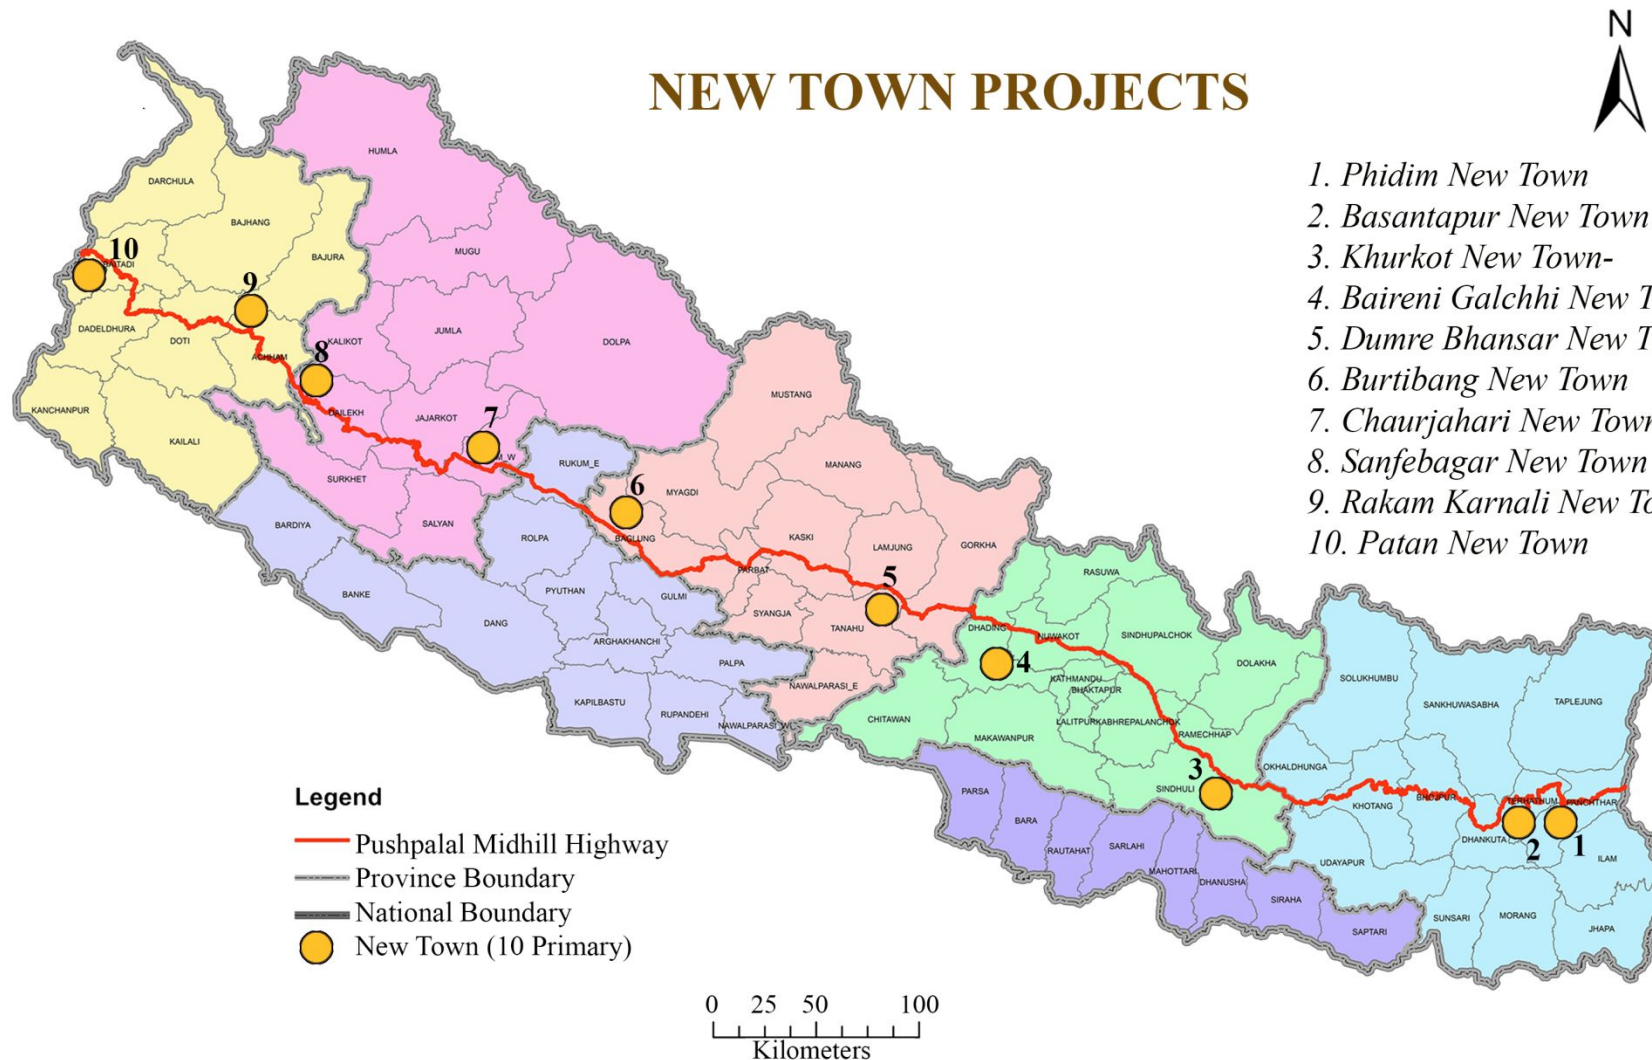 NEW TOWN PROJECTS
N
1. Phidim New Town
2. Basantapur New Town
3. Khurkot New Town-
4. Baireni Galchhi New T
5. Dumre Bhansar New T
6. Burtibang New Town
7. Chaurjahari New Town
8. Sanfebagar New Town
9. Rakam Karnali New To
10. Patan New Town
HUMLA
DARCHULA
BAJHANG
BAJURA
MUGU
10
BAITADI
9
DADELDHURA
DOTI
ACHHAM
KALIKOT
JUMLA
DOLPA
8
KANCHANPUR
KAILALI
DAILEKH
JAJARKOT
7
M_W
RUKUM_E
SURKHET
SALYAN
MUSTANG
MANANG
MYAGDI
6
BAGLUNG
KASKI
LAMJUNG
GORKHA
PARBAT
5
SYANGJA
TANAHU
NAWALPARASI_E
BARDIYA
BANKE
DANG
ROLPA
PYUTHAN
GULMI
ARGHAKHANCHI
PALPA
KAPILBASTU
RUPANDEHI
NAWALPARASI_W
RASUWA
DHADING
NUWAKOT
SINDHUPALCHOK
DOLAKHA
4
KATHMANDU
BHAKTAPUR
LALITPUR
KABHREPALANCHOK
RAMECHHAP
CHITAWAN
MAKAWANPUR
3
SINDHULI
PARSA
BARA
RAUTAHAT
SARLAHI
MAHOTTARI
DHANUSHA
SIRAHA
SAPTARI
SOLUKHUMBU
SANKHUWASABHA
TAPLEJUNG
OKHALDHUNGA
KHOTANG
BHOJPUR
TERHATHUM
PANCHTHAR
DHANKUTA
2
1
UDAYAPUR
ILAM
SUNSARI
MORANG
JHAPA
Legend
Pushpalal Midhill Highway
Province Boundary
National Boundary
New Town (10 Primary)
0 25 50 100
Kilometers